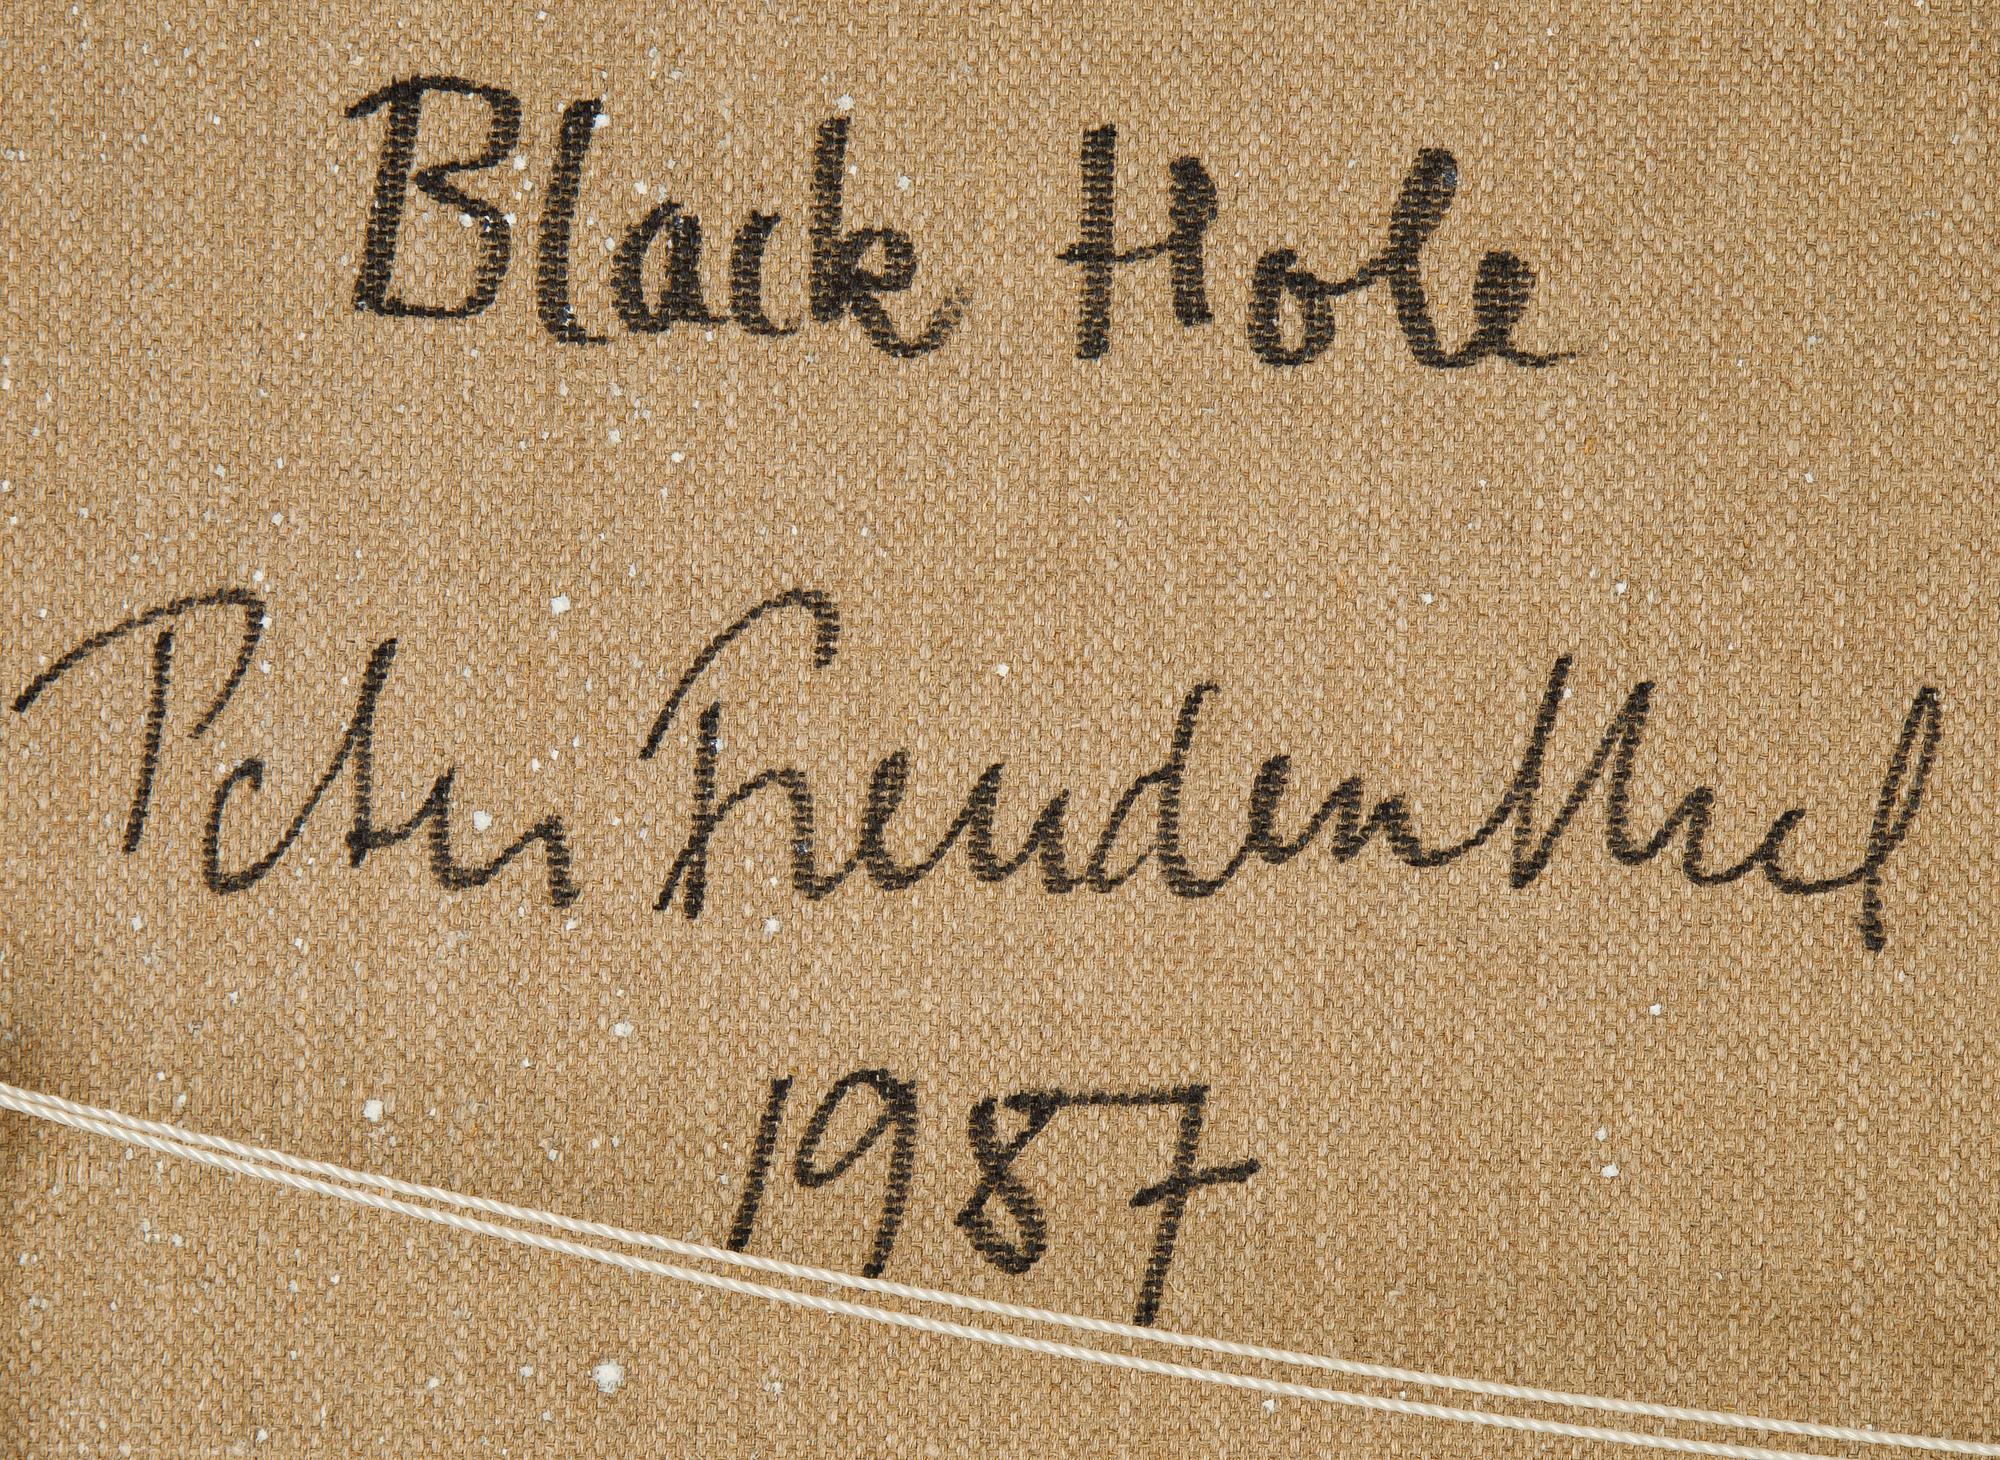 Black Hole
Peter Freudenthal
1987